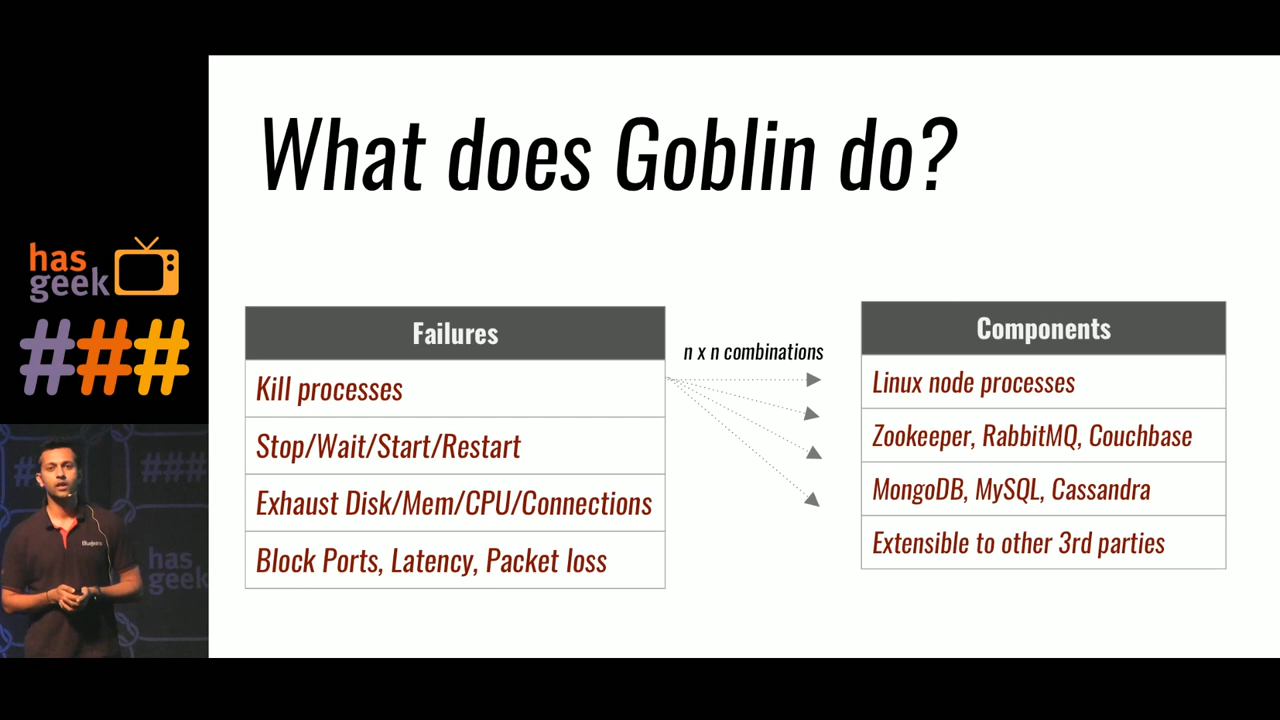 What does Goblin do?
has
geek
###
Failures
Kill processes
Stop/Wait/Start/Restart
Exhaust Disk/Mem/CPU/Connections
Block Ports, Latency, Packet loss
n x n combinations
Components
Linux node processes
Zookeeper, RabbitMQ, Couchbase
MongoDB, MySQL, Cassandra
Extensible to other 3rd parties
###
has
geek